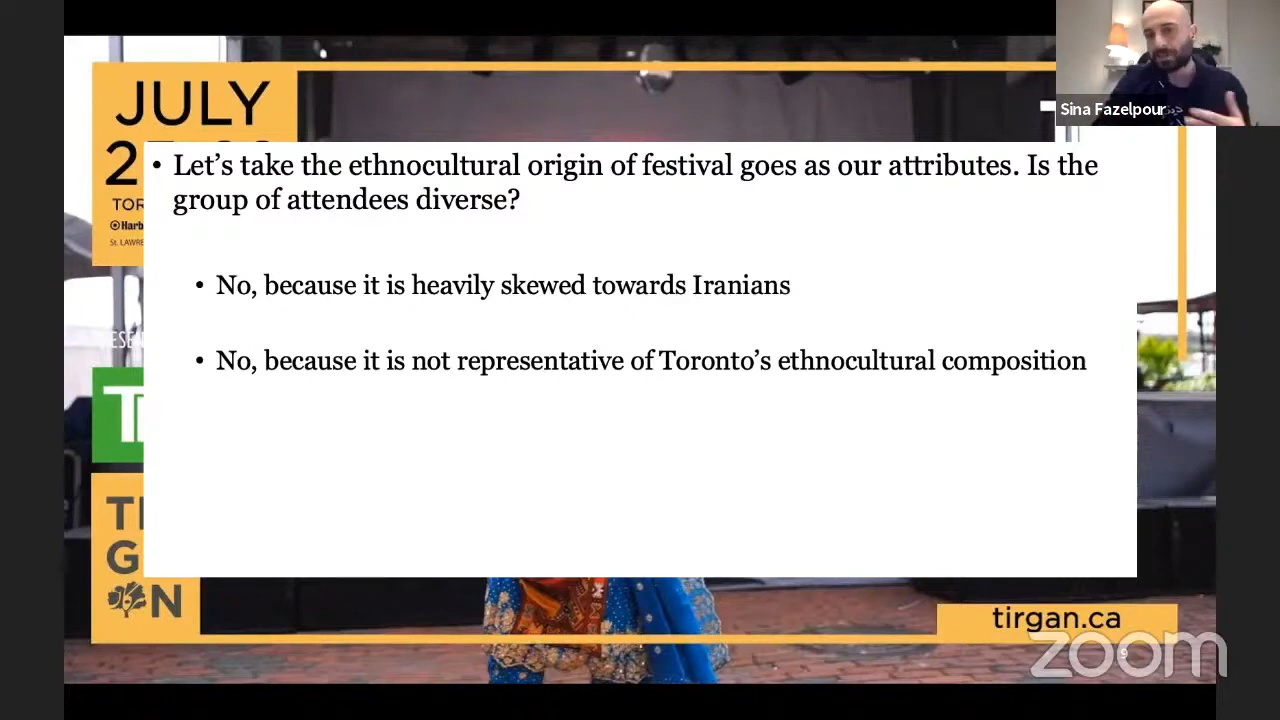 Sina Fazelpour
JULY
• Let’s take the ethnocultural origin of festival goes as our attributes. Is the
group of attendees diverse?
• No, because it is heavily skewed towards Iranians
• No, because it is not representative of Toronto’s ethnocultural composition
TOR
Harb
St. LAWRE
ESE
T
TI
G
N
tirgan.ca
9
zoom